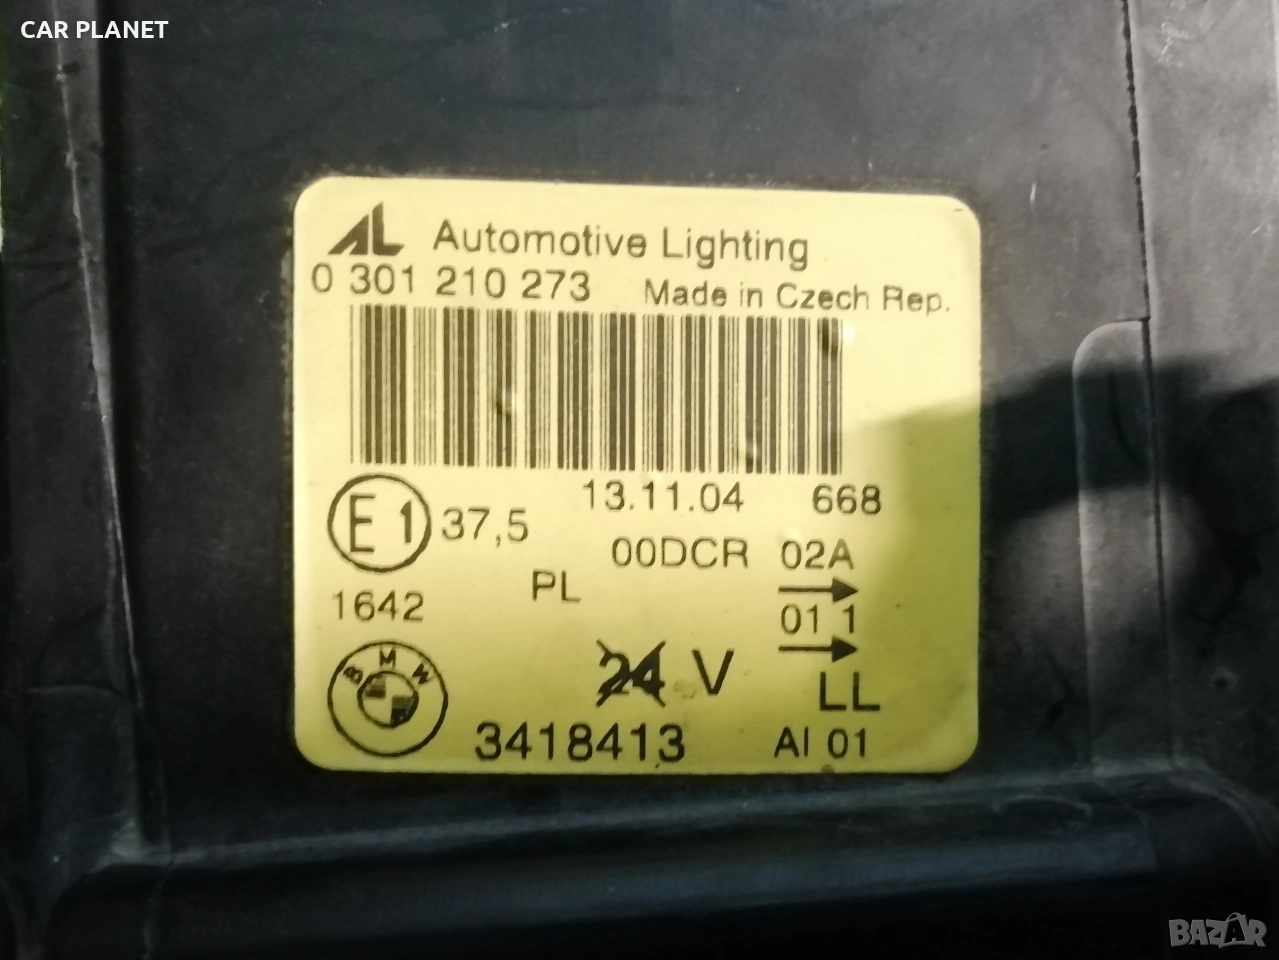 CAR PLANET
AL Automotive Lighting
0 301 210 273 Made in Czech Rep.
13.11.04 668
E1 37,5
00DCR 02A
PL
1642
01 1
24 V
LL
BMW
3418413 AI 01
BAZAR